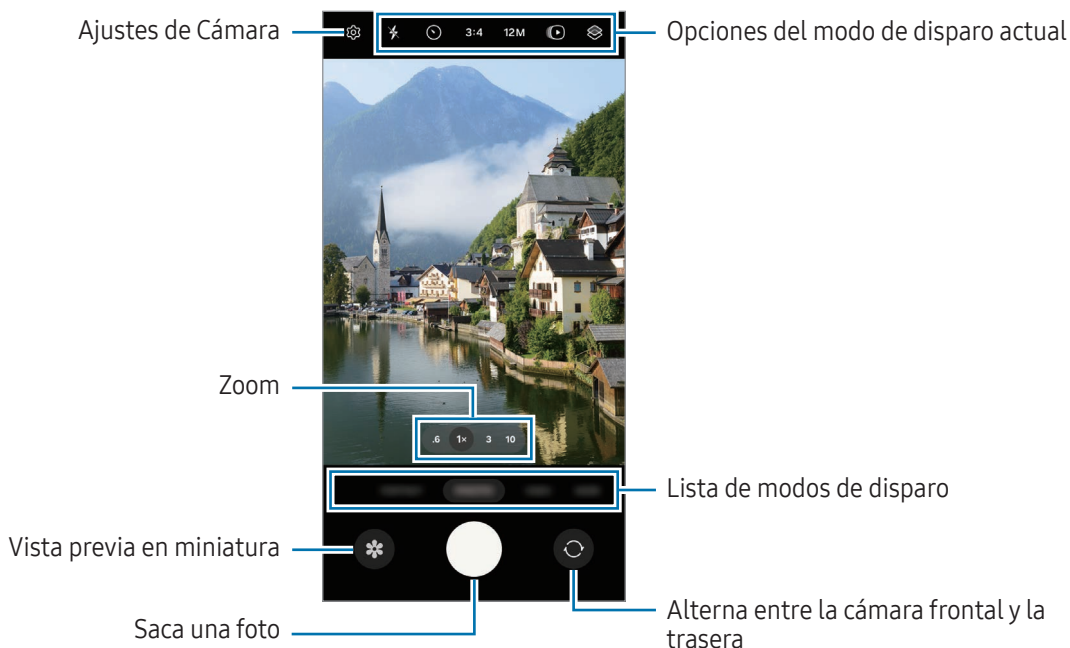 Ajustes de Cámara
3:4 12M
Opciones del modo de disparo actual
Zoom
.6 1× 3 10
Lista de modos de disparo
Vista previa en miniatura
Saca una foto
Alterna entre la cámara frontal y la
trasera